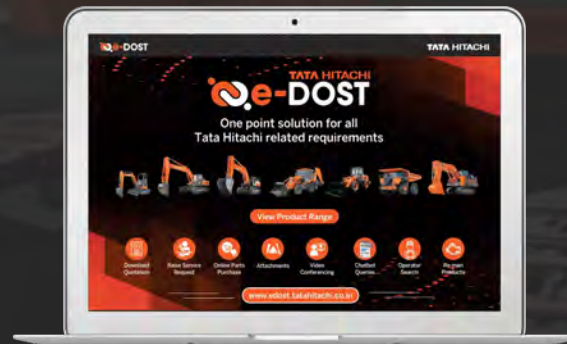 e-DOST
TATA HITACHI
TATA HITACHI
e-DOST
One point solution for all
Tata Hitachi related requirements
View Product Range
Download Quotation
Raise Service Request
Online Parts Purchase
Attachments
Video Conferencing
Chatbot Queries
Operator Search
Re-man Products
www.edost.tatahitachi.co.in